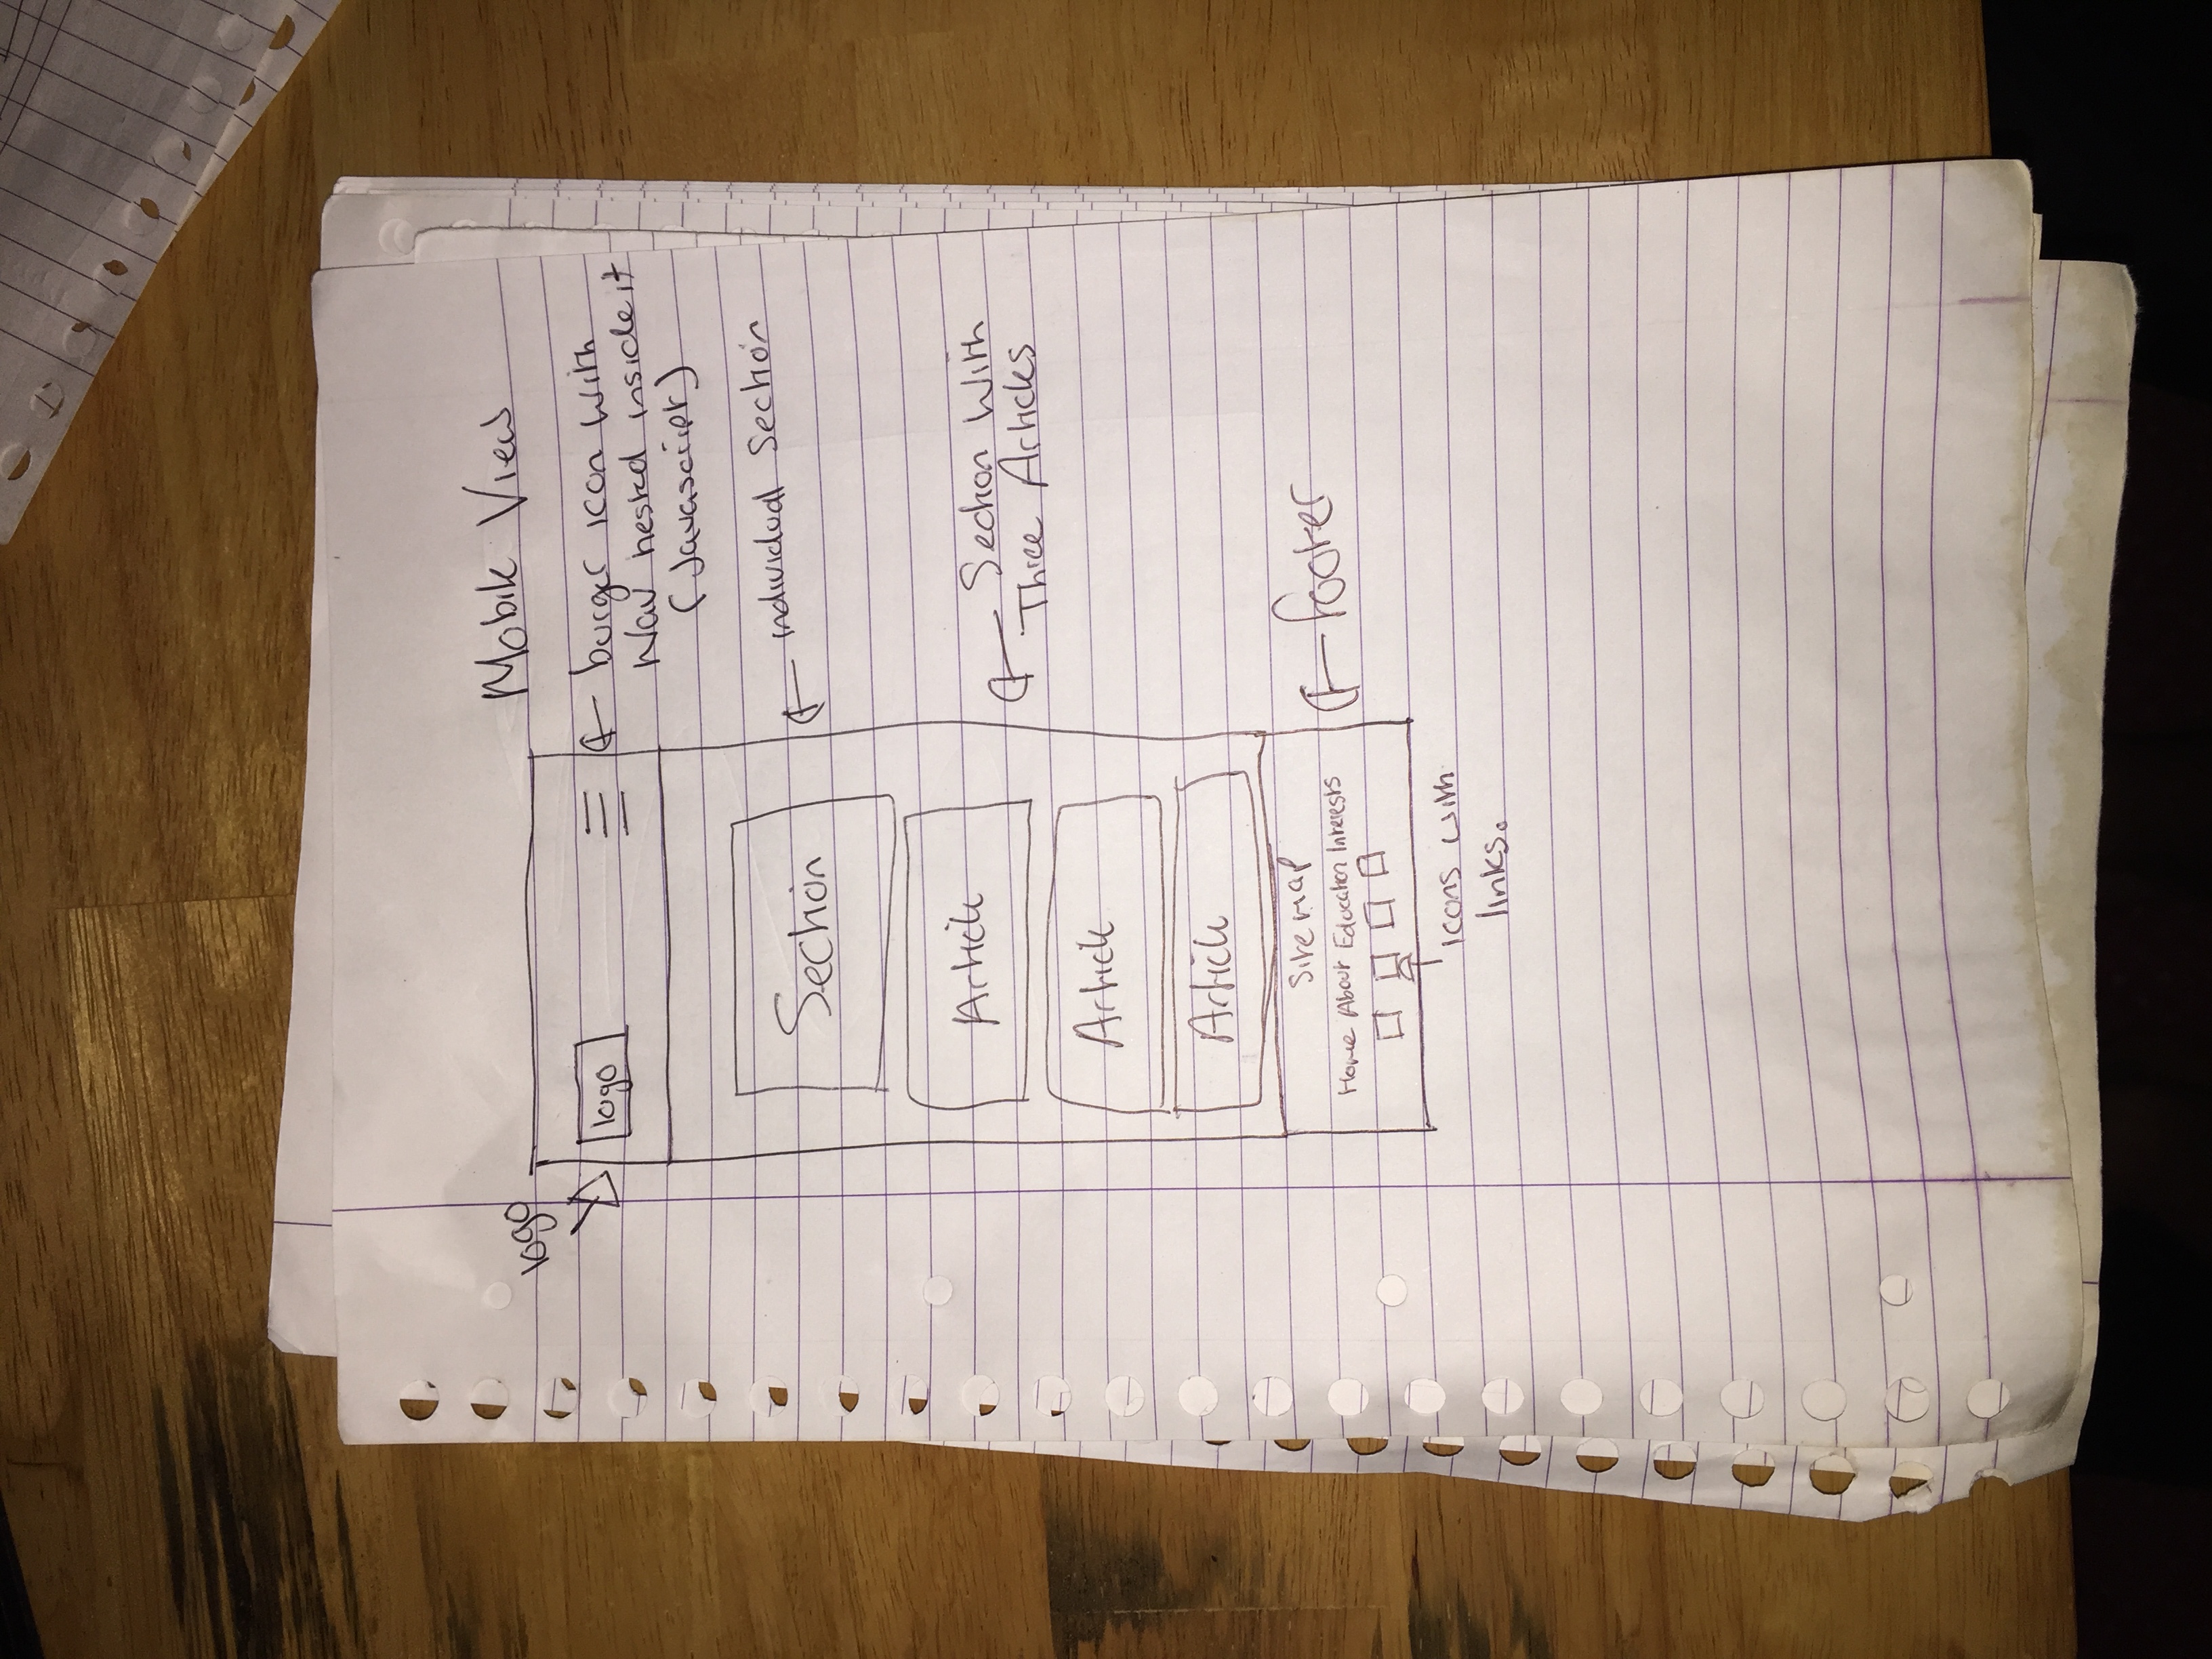 Mobile View
logo
logo
burger icon with
Nav nested inside it
(Javascript)
Section
individual Section
Article
Section With
Three Articles
Article
Article
Site map
Home About Education Interests
footer
icons with
links.